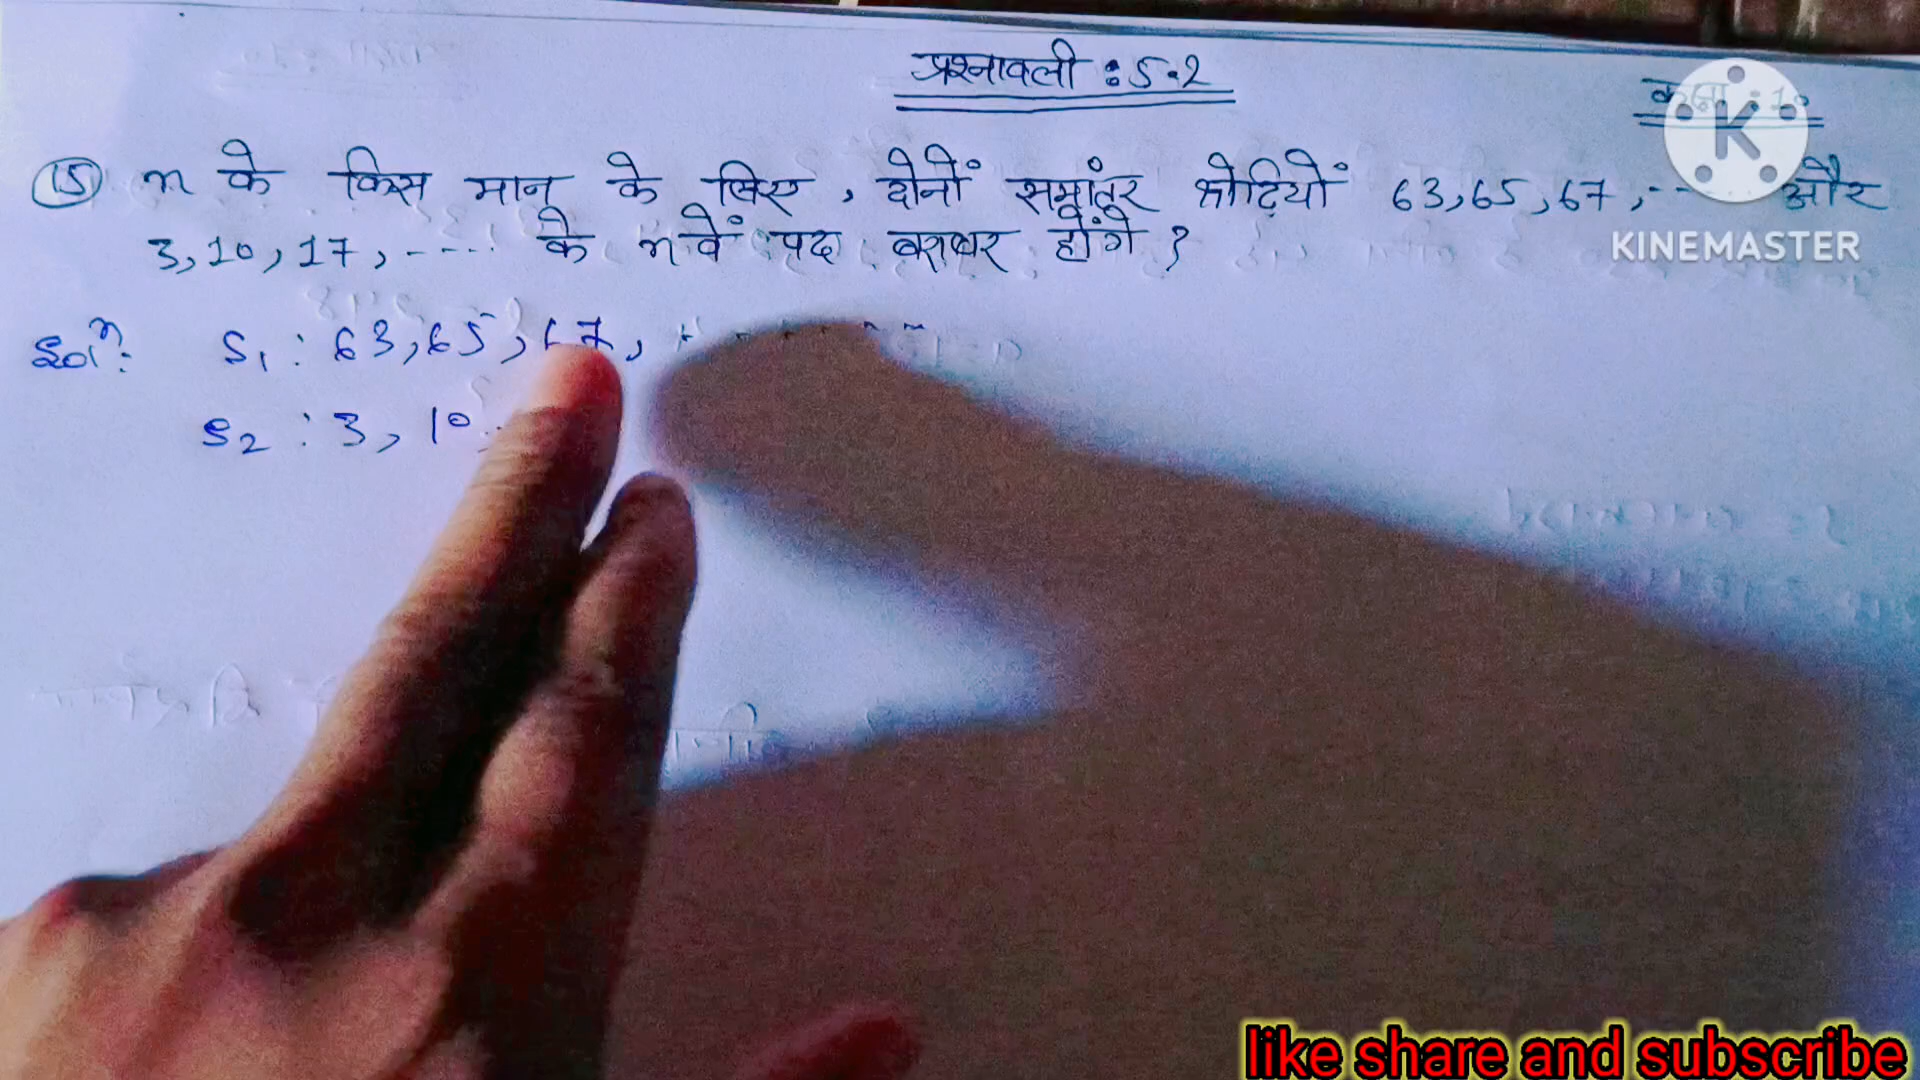 प्रश्नावली : 5.2
कक्षा : 10
15 n के किस मान के लिए, दोनों समांतर श्रेढ़ियों 63, 65, 67, ---- और
3, 10, 17, ---- के n वें पद बराबर होंगे ?
Solⁿ: S₁ : 63, 65, 67,
S₂ : 3, 10
K
KINEMASTER
like share and subscribe